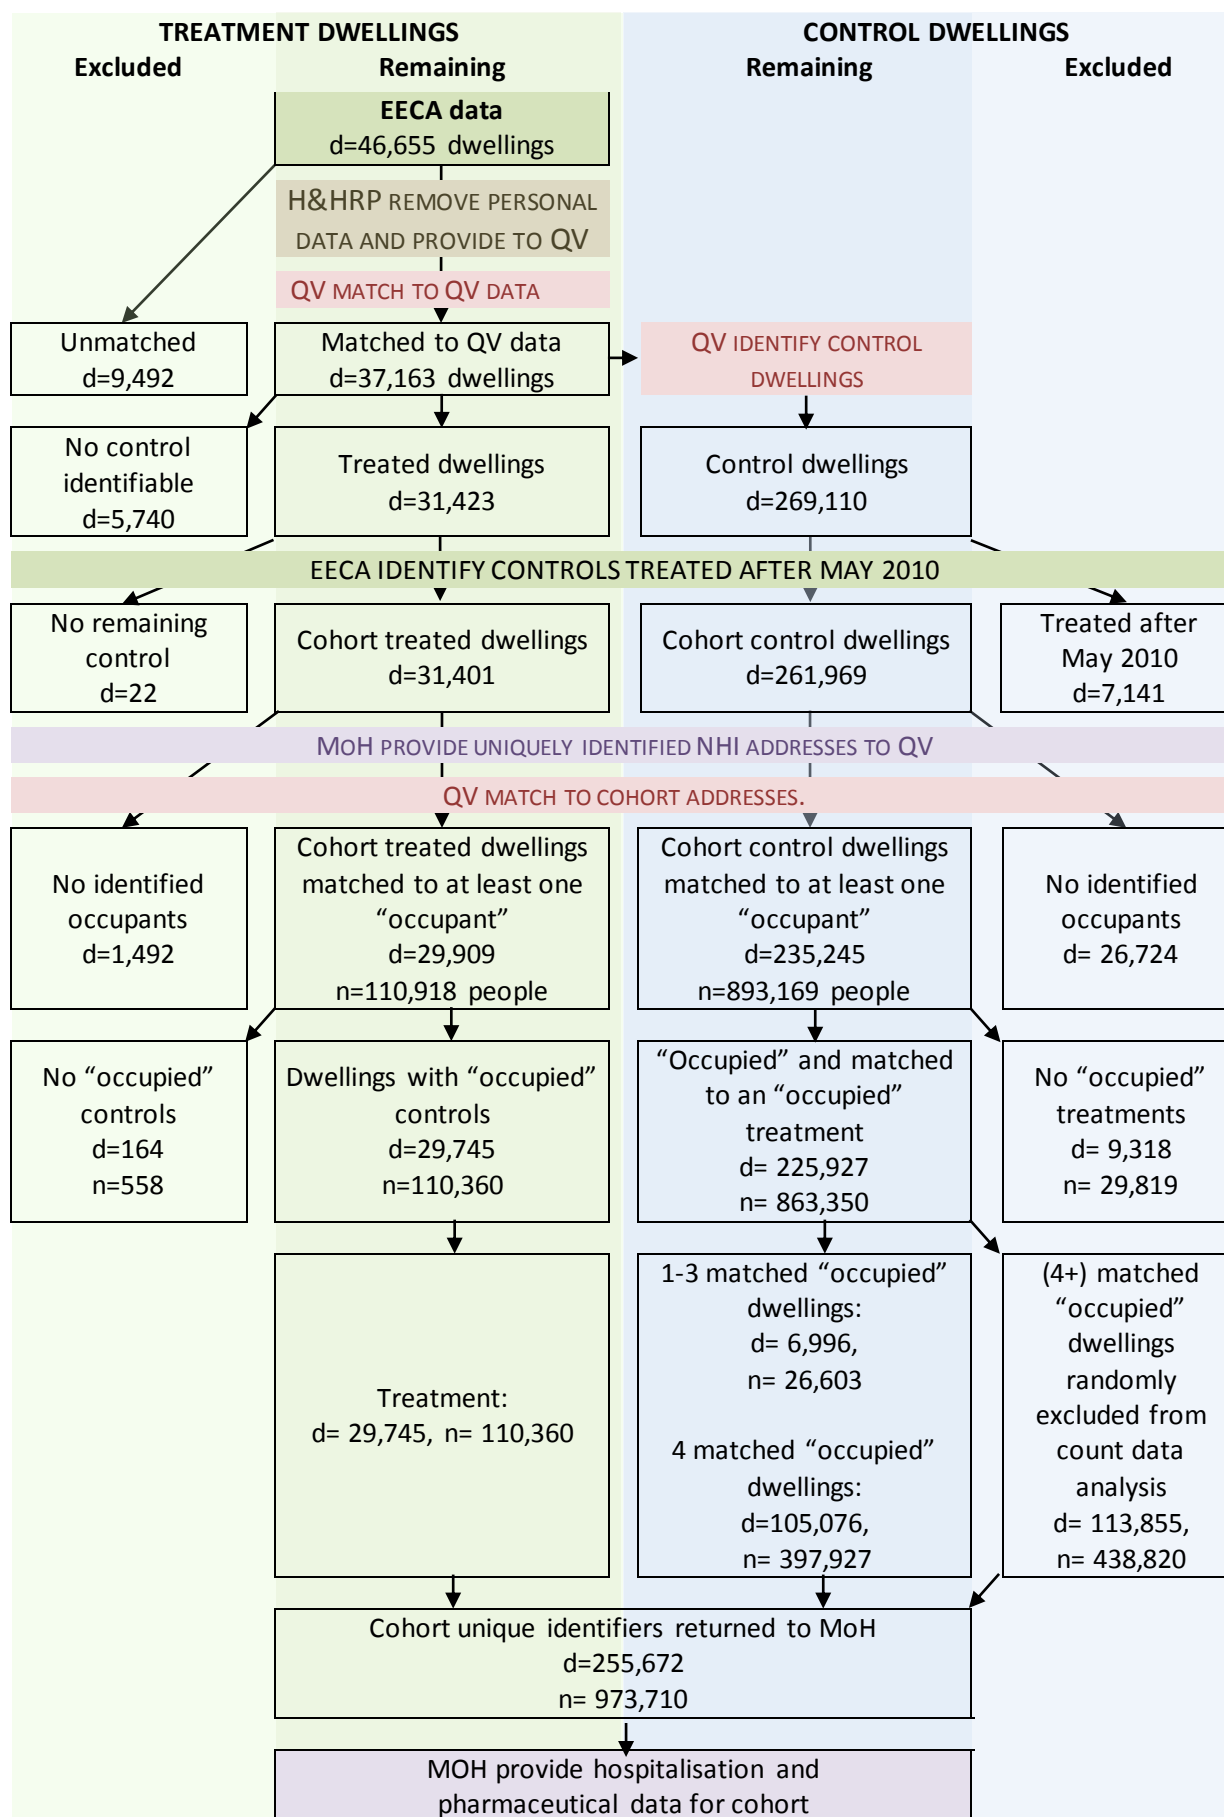 TREATMENT DWELLINGS
CONTROL DWELLINGS
Excluded
Remaining
Remaining
Excluded
EECA data
d=46,655 dwellings
H&HRP REMOVE PERSONAL
DATA AND PROVIDE TO QV
QV MATCH TO QV DATA
Unmatched
d=9,492
Matched to QV data
d=37,163 dwellings
QV IDENTIFY CONTROL
DWELLINGS
No control
identifiable
d=5,740
Treated dwellings
d=31,423
Control dwellings
d=269,110
EECA IDENTIFY CONTROLS TREATED AFTER MAY 2010
No remaining
control
d=22
Cohort treated dwellings
d=31,401
Cohort control dwellings
d=261,969
Treated after
May 2010
d=7,141
MOH PROVIDE UNIQUELY IDENTIFIED NHI ADDRESSES TO QV
QV MATCH TO COHORT ADDRESSES.
No identified
occupants
d=1,492
Cohort treated dwellings
matched to at least one
“occupant”
d=29,909
n=110,918 people
Cohort control dwellings
matched to at least one
“occupant”
d=235,245
n=893,169 people
No identified
occupants
d= 26,724
No “occupied”
controls
d=164
n=558
Dwellings with “occupied”
controls
d=29,745
n=110,360
“Occupied” and matched
to an “occupied”
treatment
d= 225,927
n= 863,350
No “occupied”
treatments
d= 9,318
n= 29,819
Treatment:
d= 29,745, n= 110,360
1-3 matched “occupied”
dwellings:
d= 6,996,
n= 26,603
4 matched “occupied”
dwellings:
d=105,076,
n= 397,927
(4+) matched
“occupied”
dwellings
randomly
excluded from
count data
analysis
d= 113,855,
n= 438,820
Cohort unique identifiers returned to MoH
d=255,672
n= 973,710
MOH provide hospitalisation and
pharmaceutical data for cohort